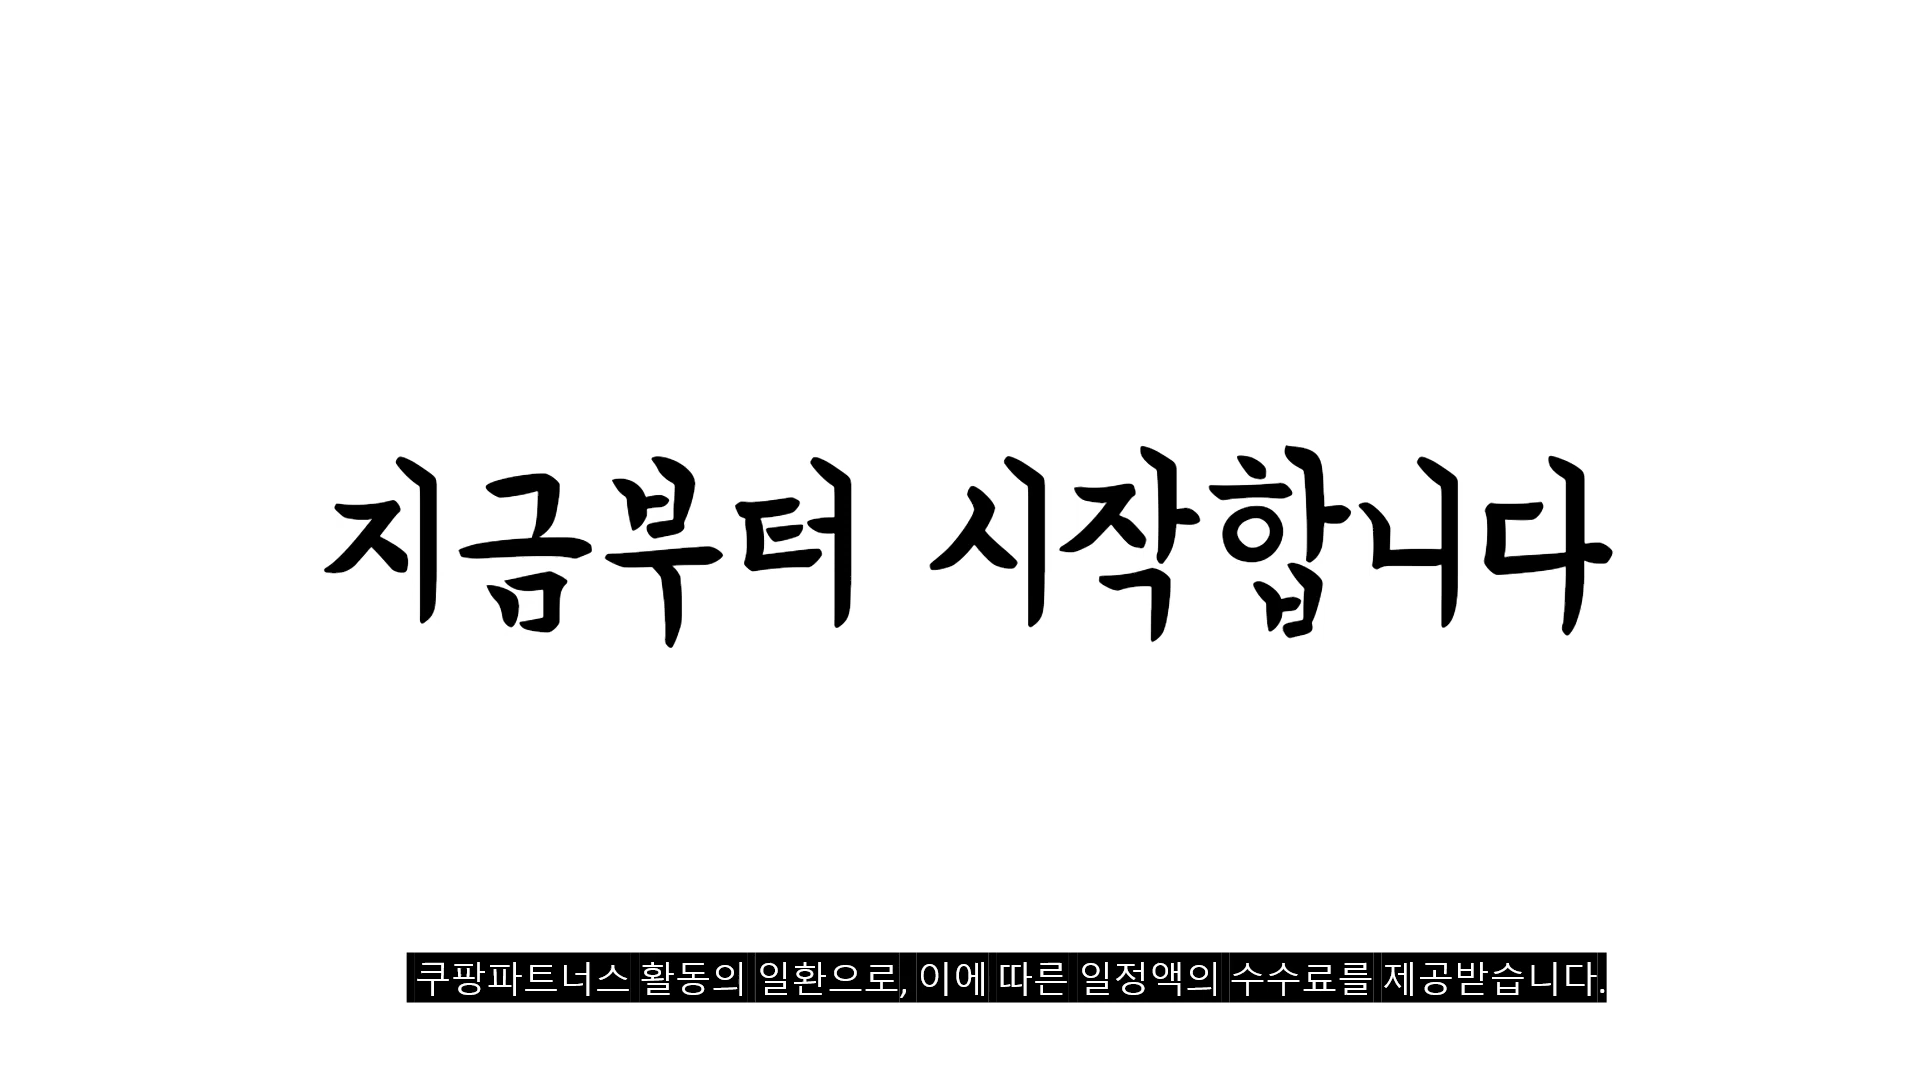 지금부터 시작합니다
쿠팡파트너스 활동의 일환으로, 이에 따른 일정액의 수수료를 제공받습니다.